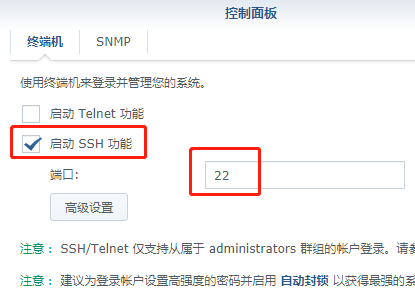 控制面板
终端机 SNMP
使用终端机来登录并管理您的系统。
启动 Telnet 功能
启动 SSH 功能
端口: 22
高级设置
注意： SSH/Telnet 仅支持从属于 administrators 群组的帐户登录。请
注意： 建议为登录帐户设置高强度的密码并启用 自动封锁 以获得最强的系